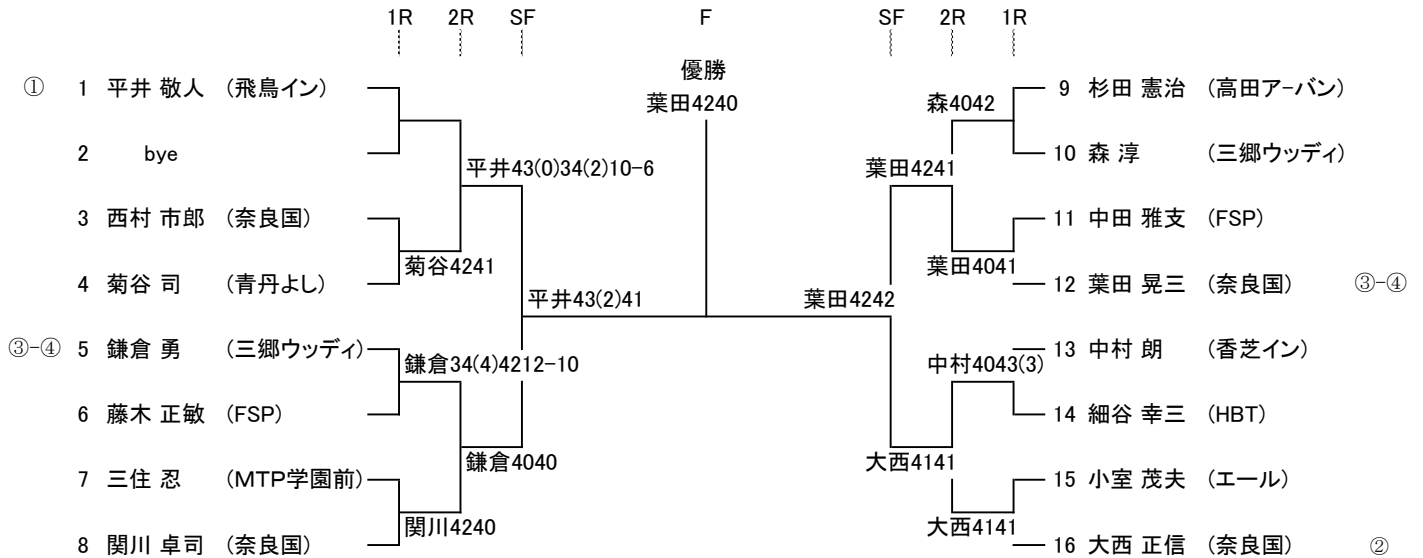 1R 2R SF F SF 2R 1R
優勝
① 1 平井 敬人 (飛鳥イン) 葉田4240 森4042 9 杉田 憲治 (高田ア-バン)
2 bye 平井43(0)34(2)10-6 葉田4241 10 森 淳 (三郷ウッディ)
3 西村 市郎 (奈良国) 11 中田 雅支 (FSP)
菊谷4241 葉田4041
4 菊谷 司 (青丹よし) 12 葉田 晃三 (奈良国) ③-④
平井43(2)41 葉田4242
③-④ 5 鎌倉 勇 (三郷ウッディ) 13 中村 朗 (香芝イン)
鎌倉34(4)4212-10 中村4043(3)
6 藤木 正敏 (FSP) 14 細谷 幸三 (HBT)
鎌倉4040 大西4141
7 三住 忍 (MTP学園前) 15 小室 茂夫 (エール)
関川4240 大西4141
8 関川 卓司 (奈良国) 16 大西 正信 (奈良国) ②